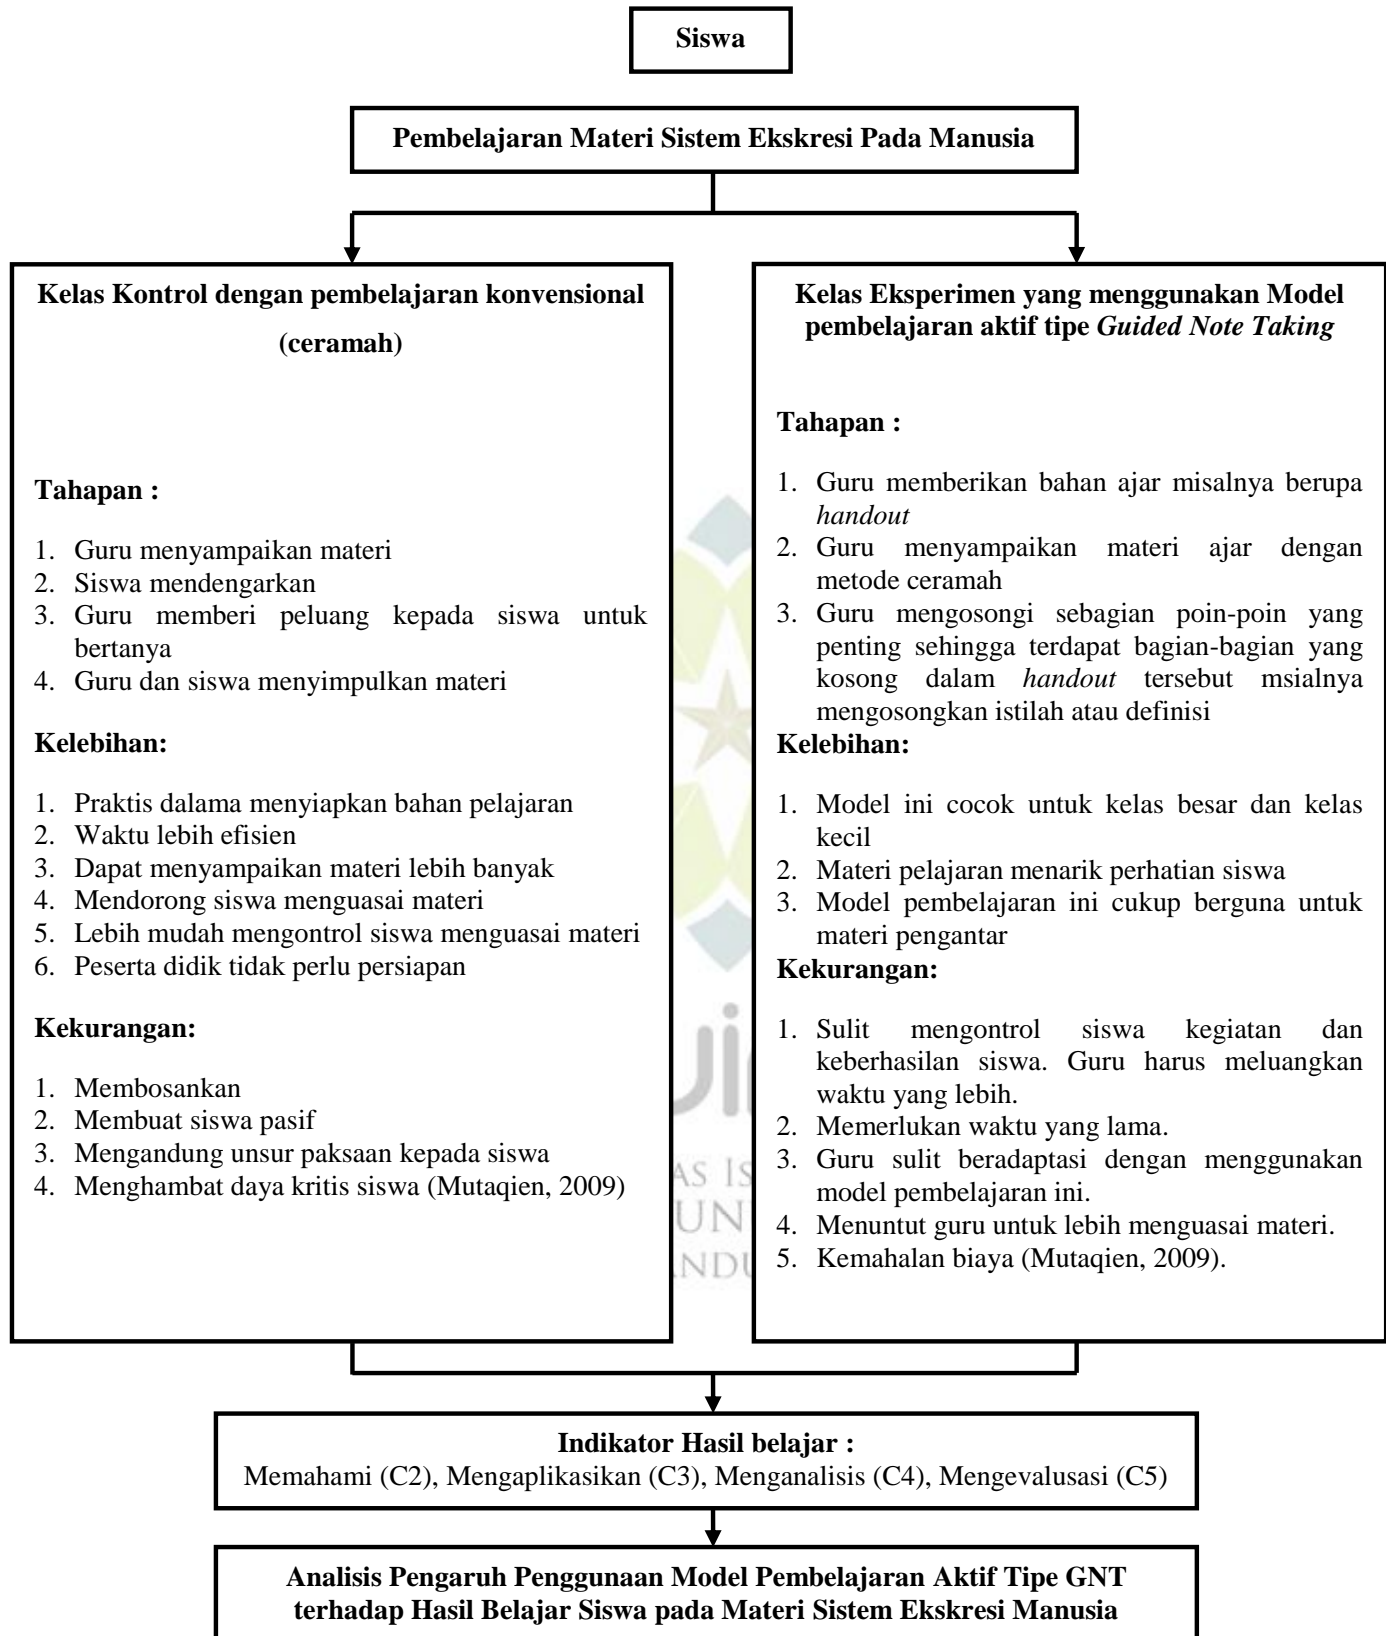 Siswa
Pembelajaran Materi Sistem Ekskresi Pada Manusia
Kelas Kontrol dengan pembelajaran konvensional
(ceramah)
Tahapan :
1. Guru menyampaikan materi
2. Siswa mendengarkan
3. Guru memberi peluang kepada siswa untuk
bertanya
4. Guru dan siswa menyimpulkan materi
Kelebihan:
1. Praktis dalama menyiapkan bahan pelajaran
2. Waktu lebih efisien
3. Dapat menyampaikan materi lebih banyak
4. Mendorong siswa menguasai materi
5. Lebih mudah mengontrol siswa menguasai materi
6. Peserta didik tidak perlu persiapan
Kekurangan:
1. Membosankan
2. Membuat siswa pasif
3. Mengandung unsur paksaan kepada siswa
4. Menghambat daya kritis siswa (Mutaqien, 2009)
Kelas Eksperimen yang menggunakan Model
pembelajaran aktif tipe Guided Note Taking
Tahapan :
1. Guru memberikan bahan ajar misalnya berupa
handout
2. Guru menyampaikan materi ajar dengan
metode ceramah
3. Guru mengosongi sebagian poin-poin yang
penting sehingga terdapat bagian-bagian yang
kosong dalam handout tersebut msialnya
mengosongkan istilah atau definisi
Kelebihan:
1. Model ini cocok untuk kelas besar dan kelas
kecil
2. Materi pelajaran menarik perhatian siswa
3. Model pembelajaran ini cukup berguna untuk
materi pengantar
Kekurangan:
1. Sulit mengontrol siswa kegiatan dan
keberhasilan siswa. Guru harus meluangkan
waktu yang lebih.
2. Memerlukan waktu yang lama.
3. Guru sulit beradaptasi dengan menggunakan
model pembelajaran ini.
4. Menuntut guru untuk lebih menguasai materi.
5. Kemahalan biaya (Mutaqien, 2009).
Indikator Hasil belajar :
Memahami (C2), Mengaplikasikan (C3), Menganalisis (C4), Mengevalusasi (C5)
Analisis Pengaruh Penggunaan Model Pembelajaran Aktif Tipe GNT
terhadap Hasil Belajar Siswa pada Materi Sistem Ekskresi Manusia